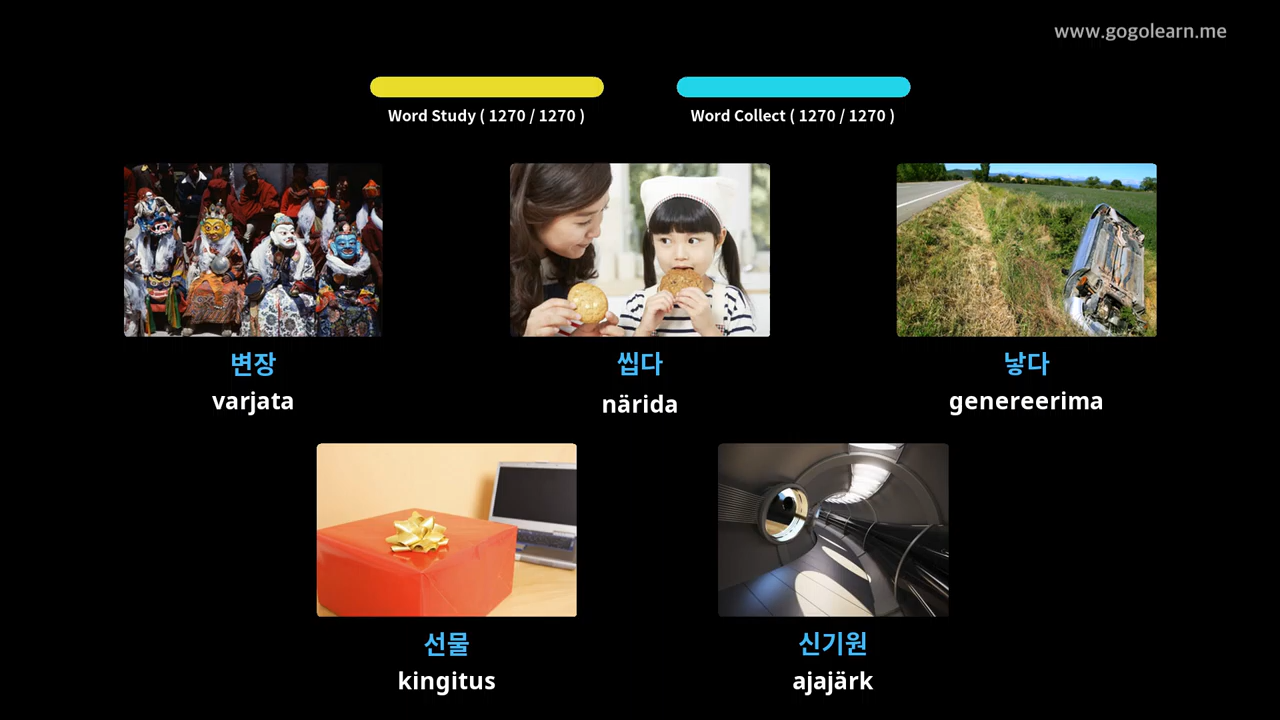 www.gogolearn.me
Word Study ( 1270 / 1270 )
Word Collect ( 1270 / 1270 )
변장
varjata
씹다
närida
낳다
genereerima
선물
kingitus
신기원
ajajärk